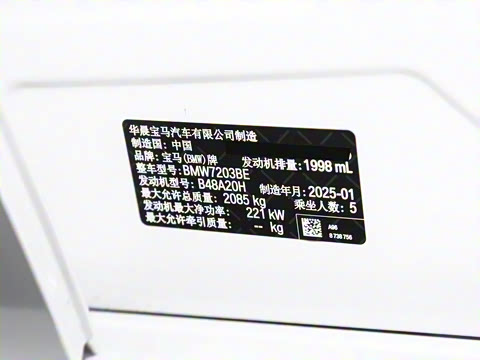 华晨宝马汽车有限公司制造
制造国: 中国
品牌: 宝马(BMW)牌 发动机排量: 1998 mL
整车型号: BMW7203BE
发动机型号: B48A20H 制造年月: 2025-01
最大允许总质量: 2085 kg 乘坐人数: 5
发动机最大净功率: 221 kW
最大允许牵引质量: -- kg
A96
8 738 756